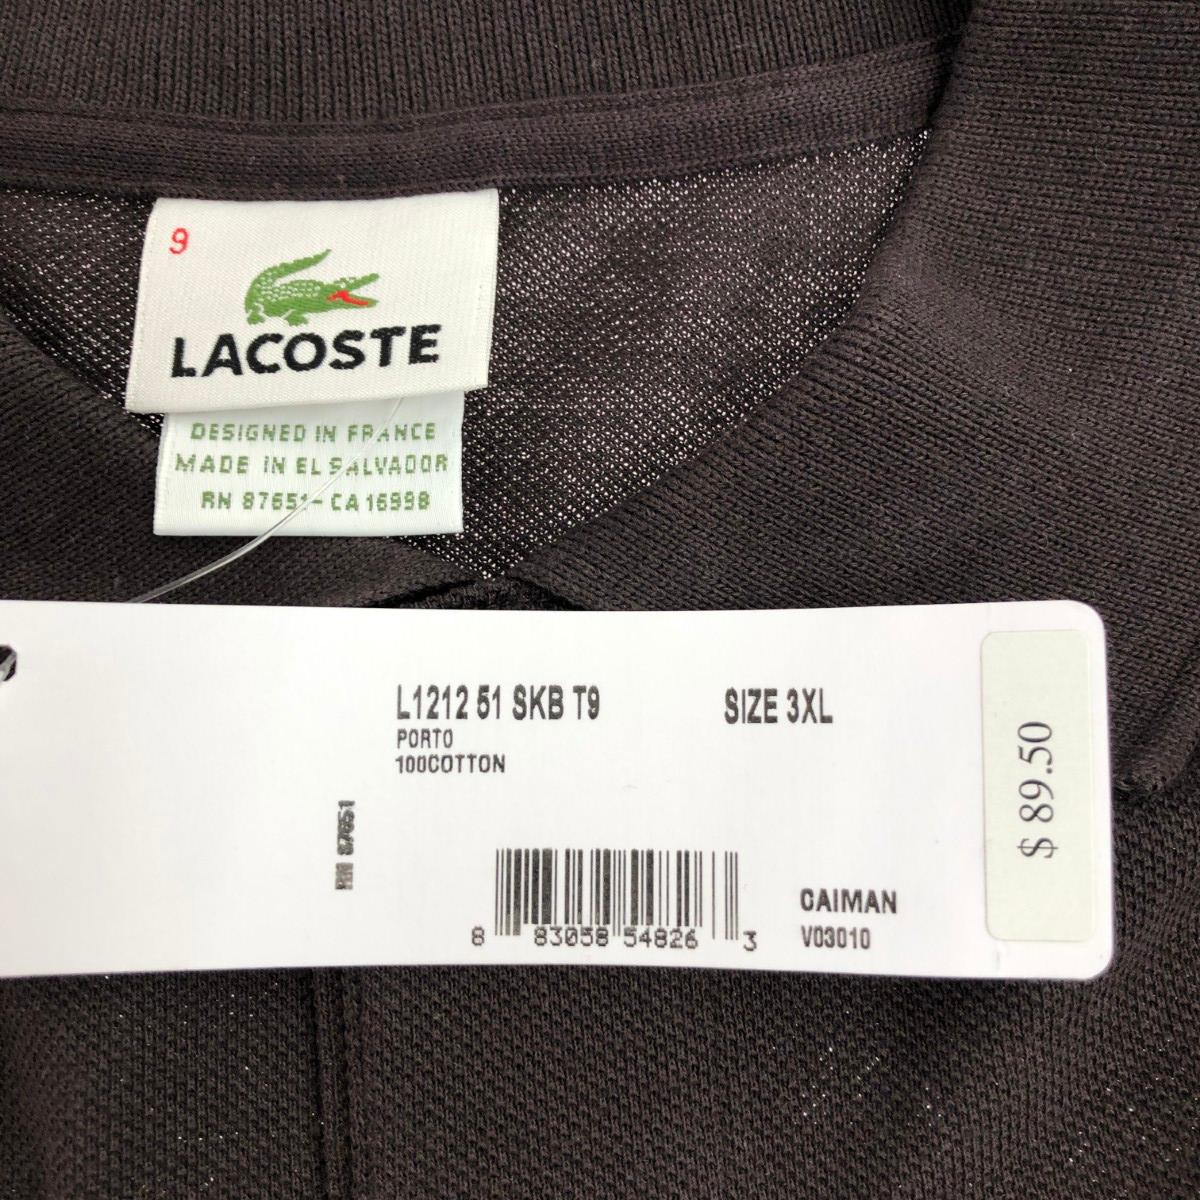 9
LACOSTE
DESIGNED IN FRANCE
MADE IN EL SALVADOR
RN 87651-CA 16998
L1212 51 SKB T9 SIZE 3XL
PORTO
100COTTON
RN 87651
8 83058 54826 3
CAIMAN
V03010
$ 89.50